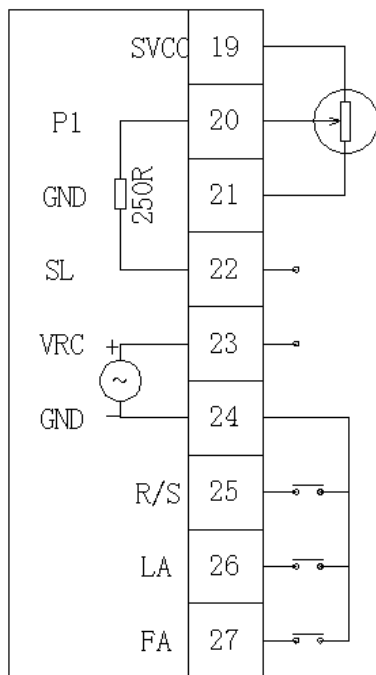 SVCC 19
P1 20
GND 250R 21
SL 22
VRC + 23
~
GND − 24
R/S 25
LA 26
FA 27